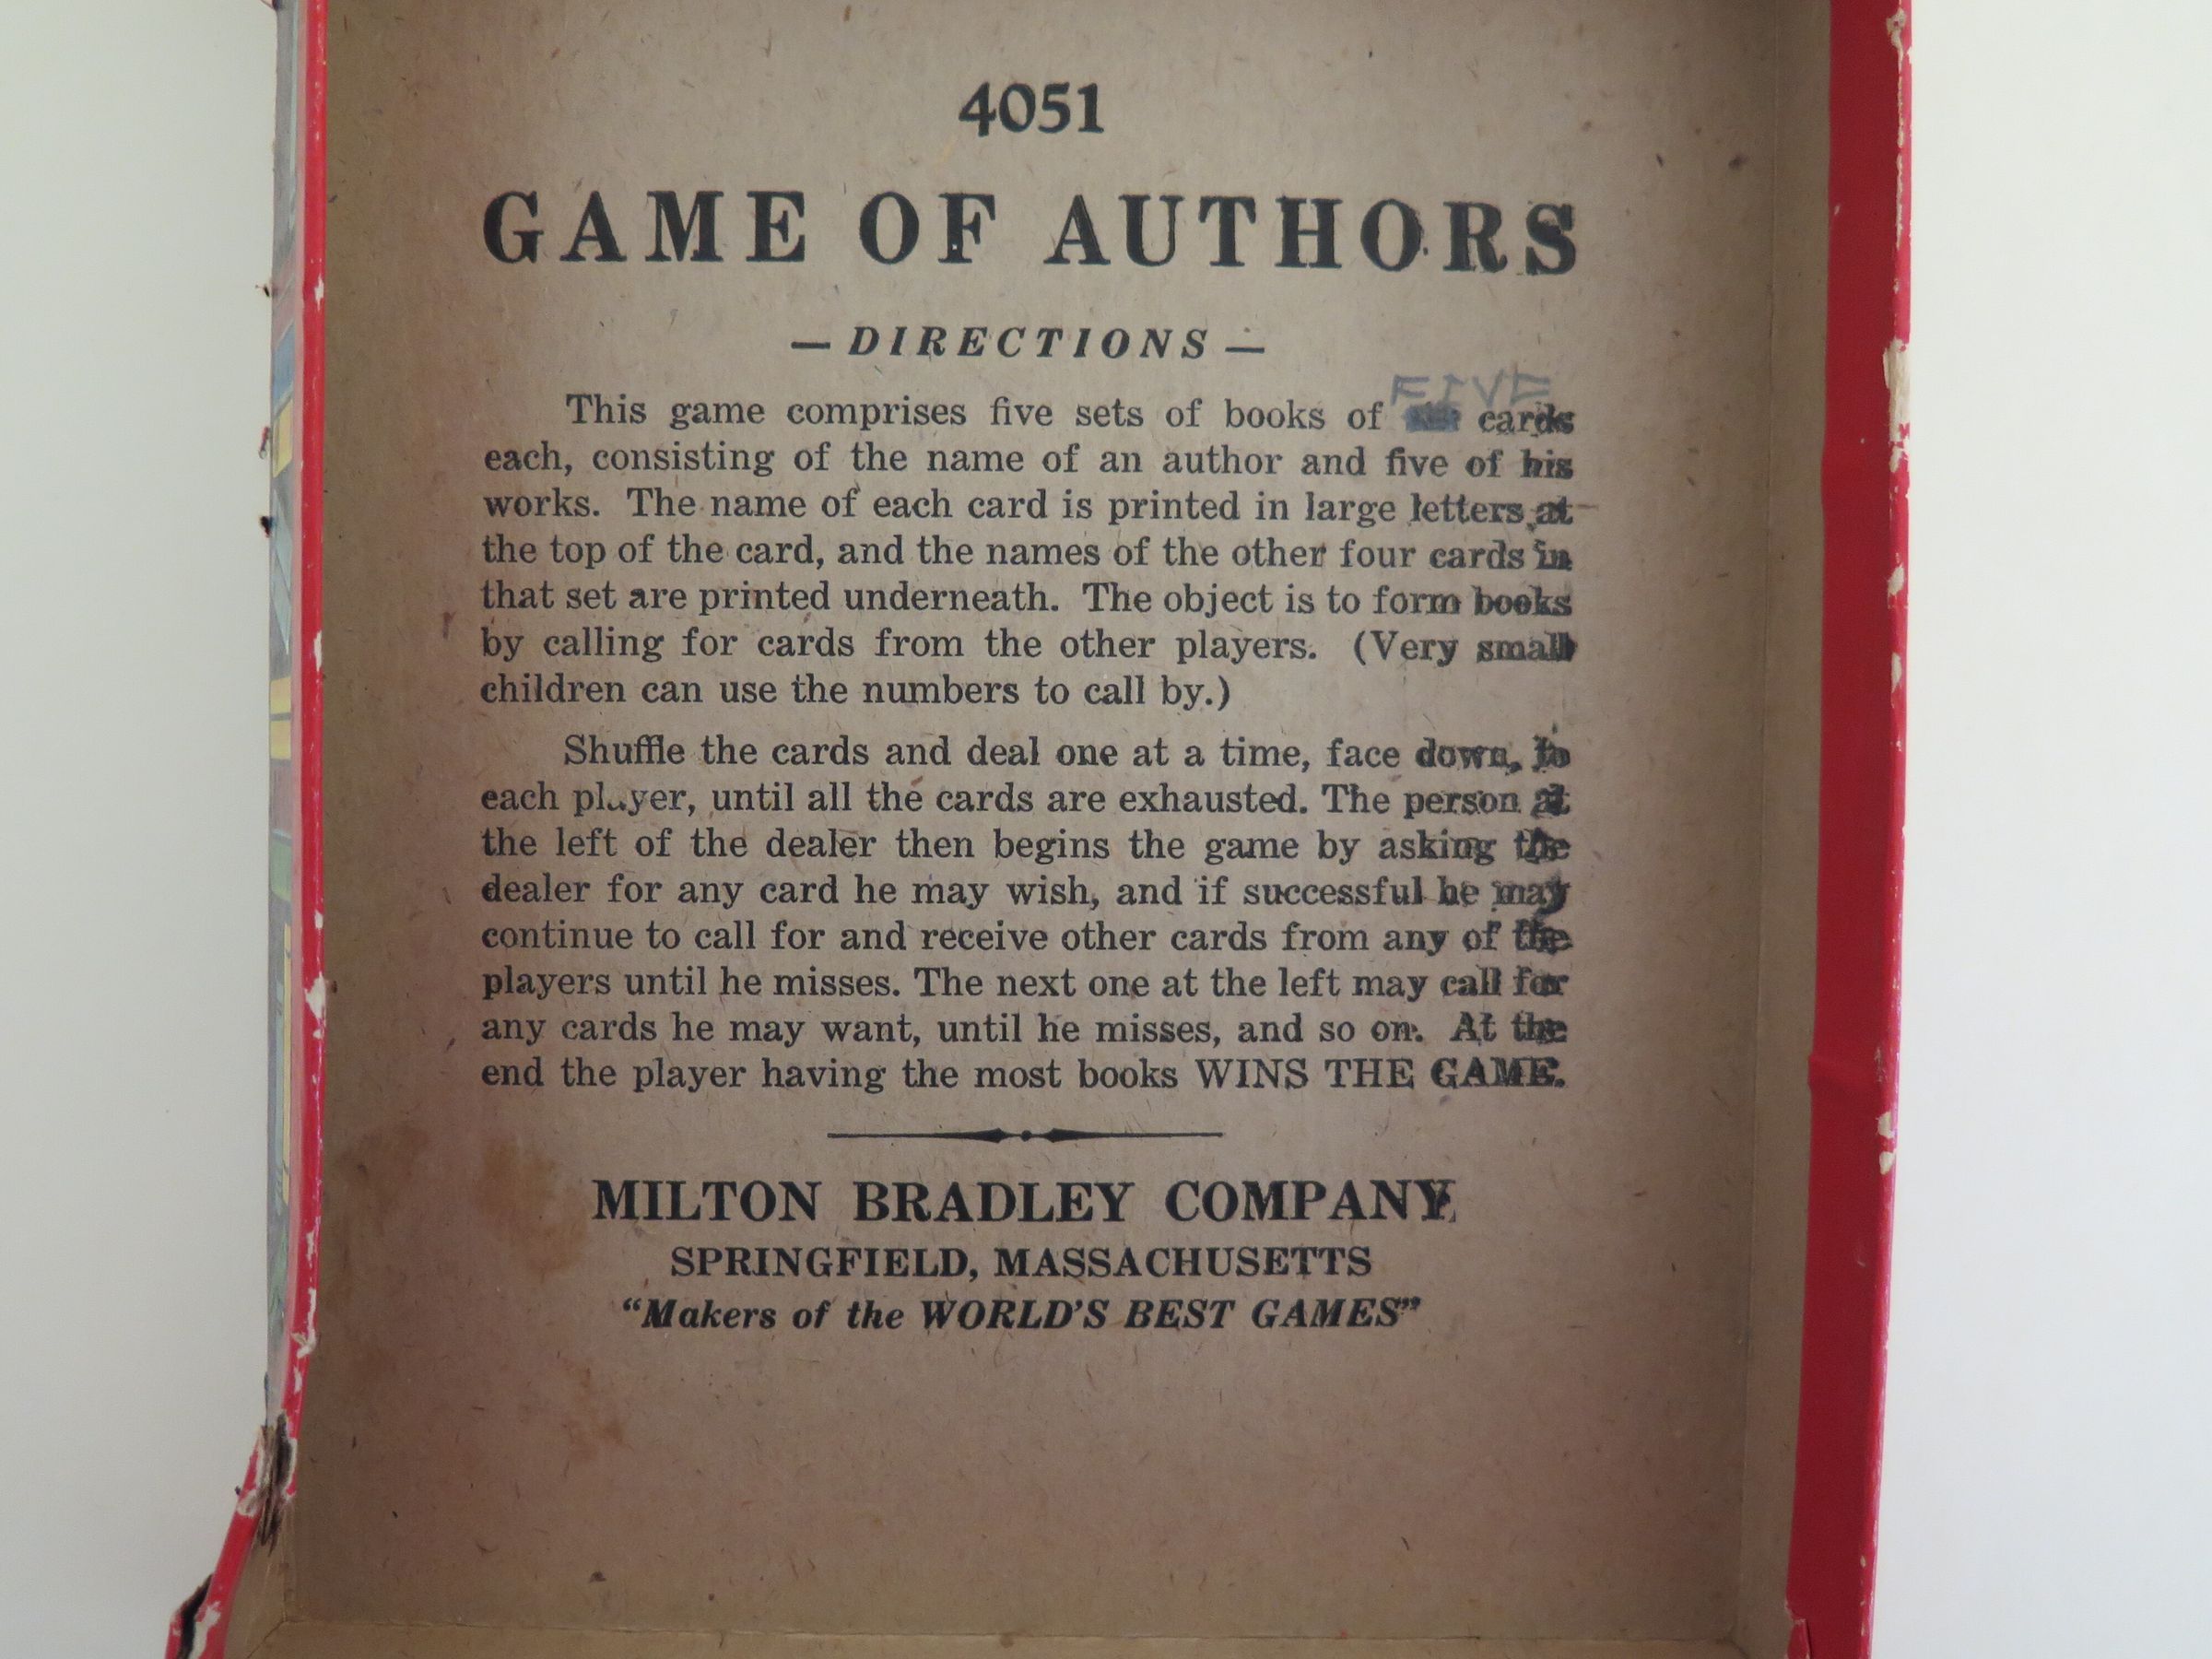 4051
GAME OF AUTHORS
— DIRECTIONS —
FIVE
This game comprises five sets of books of cards
each, consisting of the name of an author and five of his
works. The name of each card is printed in large letters at
the top of the card, and the names of the other four cards in
that set are printed underneath. The object is to form books
by calling for cards from the other players. (Very small
children can use the numbers to call by.)
Shuffle the cards and deal one at a time, face down, to
each player, until all the cards are exhausted. The person at
the left of the dealer then begins the game by asking the
dealer for any card he may wish, and if successful he may
continue to call for and receive other cards from any of the
players until he misses. The next one at the left may call for
any cards he may want, until he misses, and so on. At the
end the player having the most books WINS THE GAME.
MILTON BRADLEY COMPANY
SPRINGFIELD, MASSACHUSETTS
"Makers of the WORLD'S BEST GAMES"